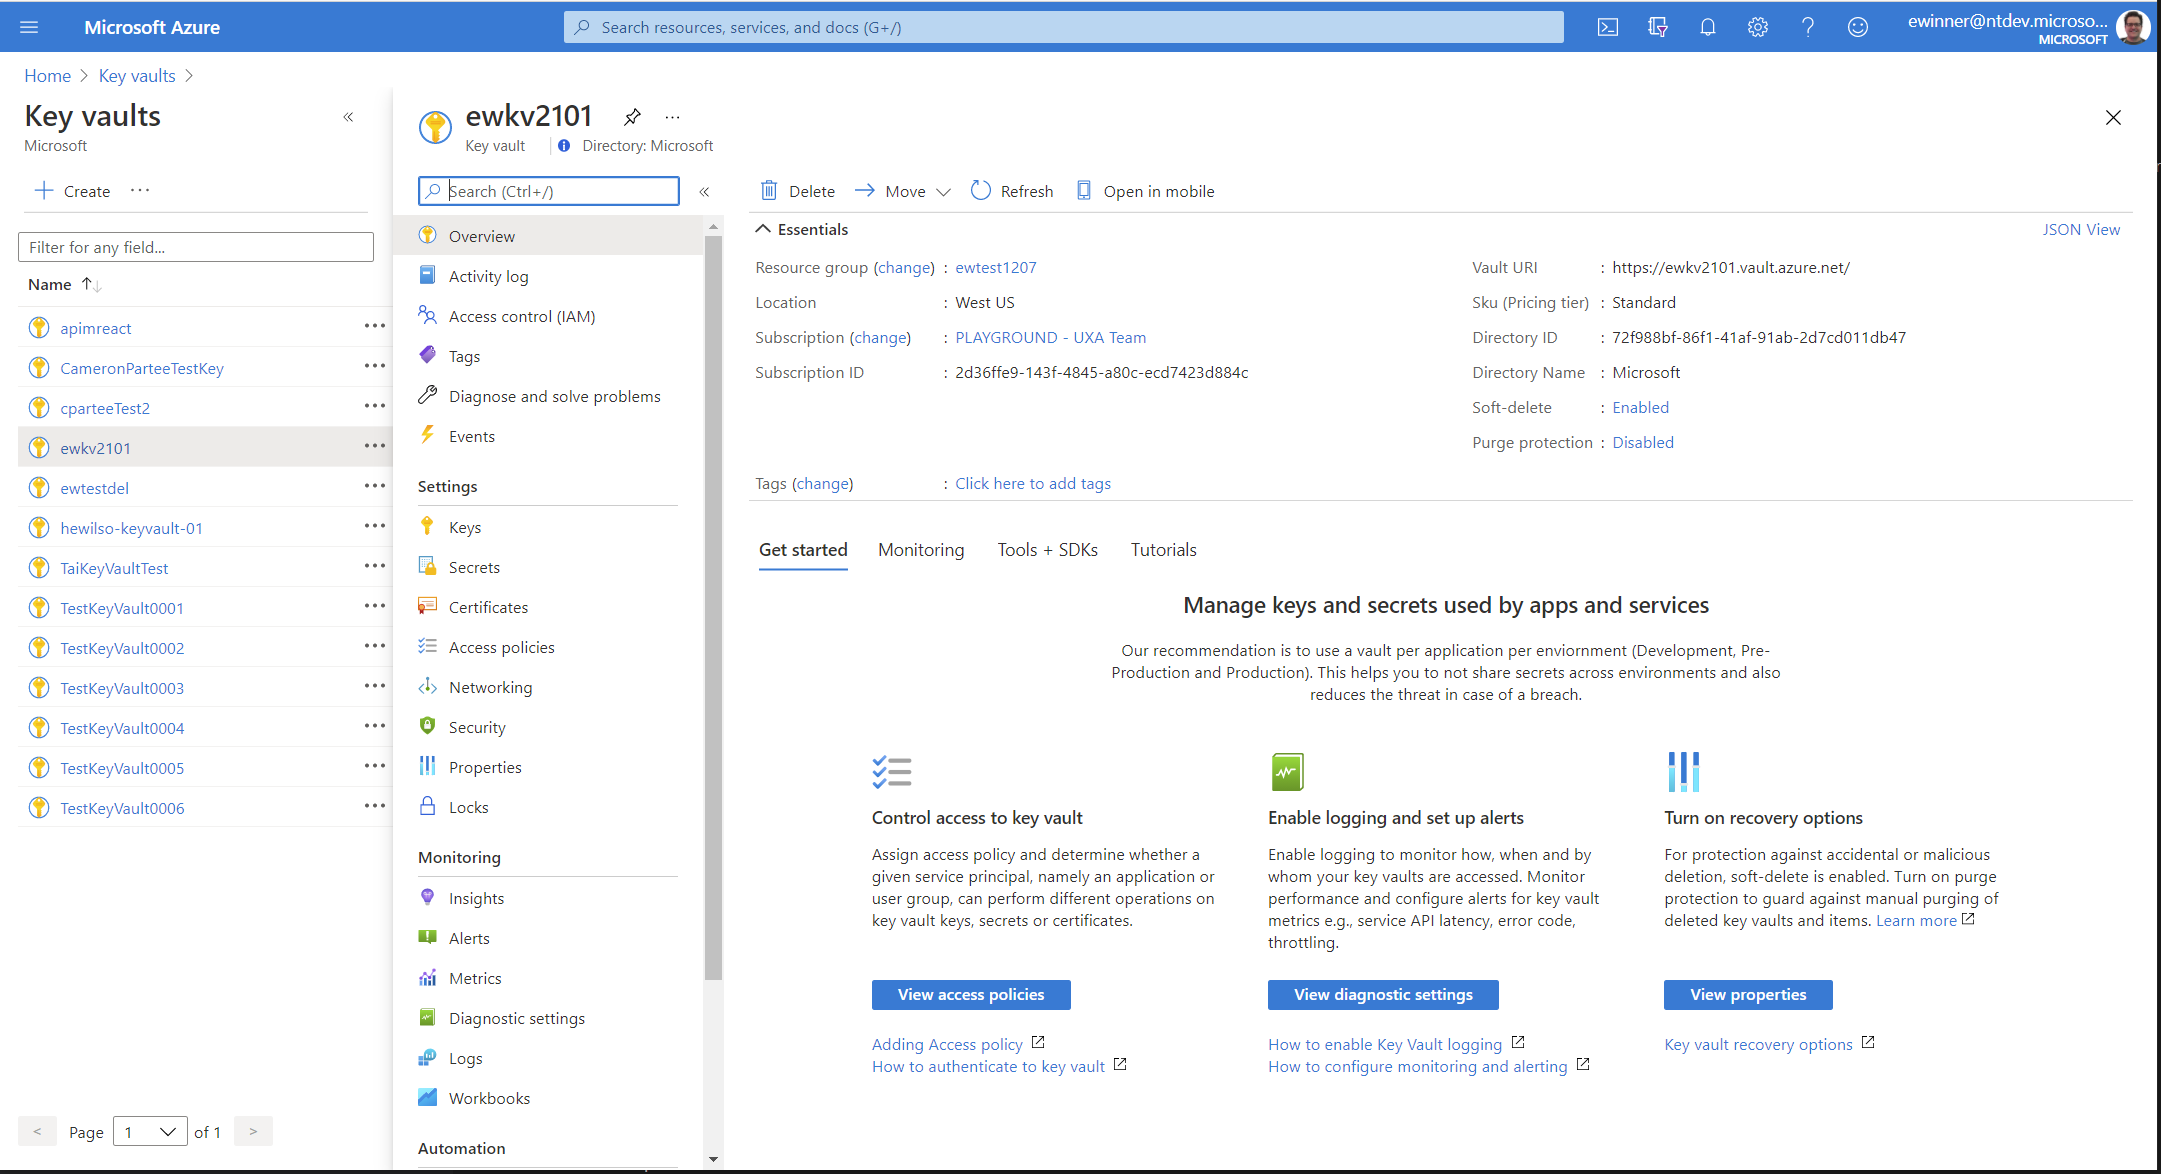 Microsoft Azure
Search resources, services, and docs (G+/)
ewinner@ntdev.microso...
MICROSOFT
Home > Key vaults >
Key vaults
Microsoft
Create
Filter for any field...
Name
apimreact
CameronParteeTestKey
cparteeTest2
ewkv2101
ewtestdel
hewilso-keyvault-01
TaiKeyVaultTest
TestKeyVault0001
TestKeyVault0002
TestKeyVault0003
TestKeyVault0004
TestKeyVault0005
TestKeyVault0006
< Page 1 of 1 >
ewkv2101
Key vault
Directory: Microsoft
Search (Ctrl+/)
Overview
Activity log
Access control (IAM)
Tags
Diagnose and solve problems
Events
Settings
Keys
Secrets
Certificates
Access policies
Networking
Security
Properties
Locks
Monitoring
Insights
Alerts
Metrics
Diagnostic settings
Logs
Workbooks
Automation
Delete Move Refresh Open in mobile
Essentials
JSON View
Resource group (change) : ewtest1207
Location : West US
Subscription (change) : PLAYGROUND - UXA Team
Subscription ID : 2d36ffe9-143f-4845-a80c-ecd7423d884c
Vault URI : https://ewkv2101.vault.azure.net/
Sku (Pricing tier) : Standard
Directory ID : 72f988bf-86f1-41af-91ab-2d7cd011db47
Directory Name : Microsoft
Soft-delete : Enabled
Purge protection : Disabled
Tags (change) : Click here to add tags
Get started Monitoring Tools + SDKs Tutorials
Manage keys and secrets used by apps and services
Our recommendation is to use a vault per application per enviornment (Development, Pre-
Production and Production). This helps you to not share secrets across environments and also
reduces the threat in case of a breach.
Control access to key vault
Assign access policy and determine whether a
given service principal, namely an application or
user group, can perform different operations on
key vault keys, secrets or certificates.
View access policies
Adding Access policy
How to authenticate to key vault
Enable logging and set up alerts
Enable logging to monitor how, when and by
whom your key vaults are accessed. Monitor
performance and configure alerts for key vault
metrics e.g., service API latency, error code,
throttling.
View diagnostic settings
How to enable Key Vault logging
How to configure monitoring and alerting
Turn on recovery options
For protection against accidental or malicious
deletion, soft-delete is enabled. Turn on purge
protection to guard against manual purging of
deleted key vaults and items. Learn more
View properties
Key vault recovery options